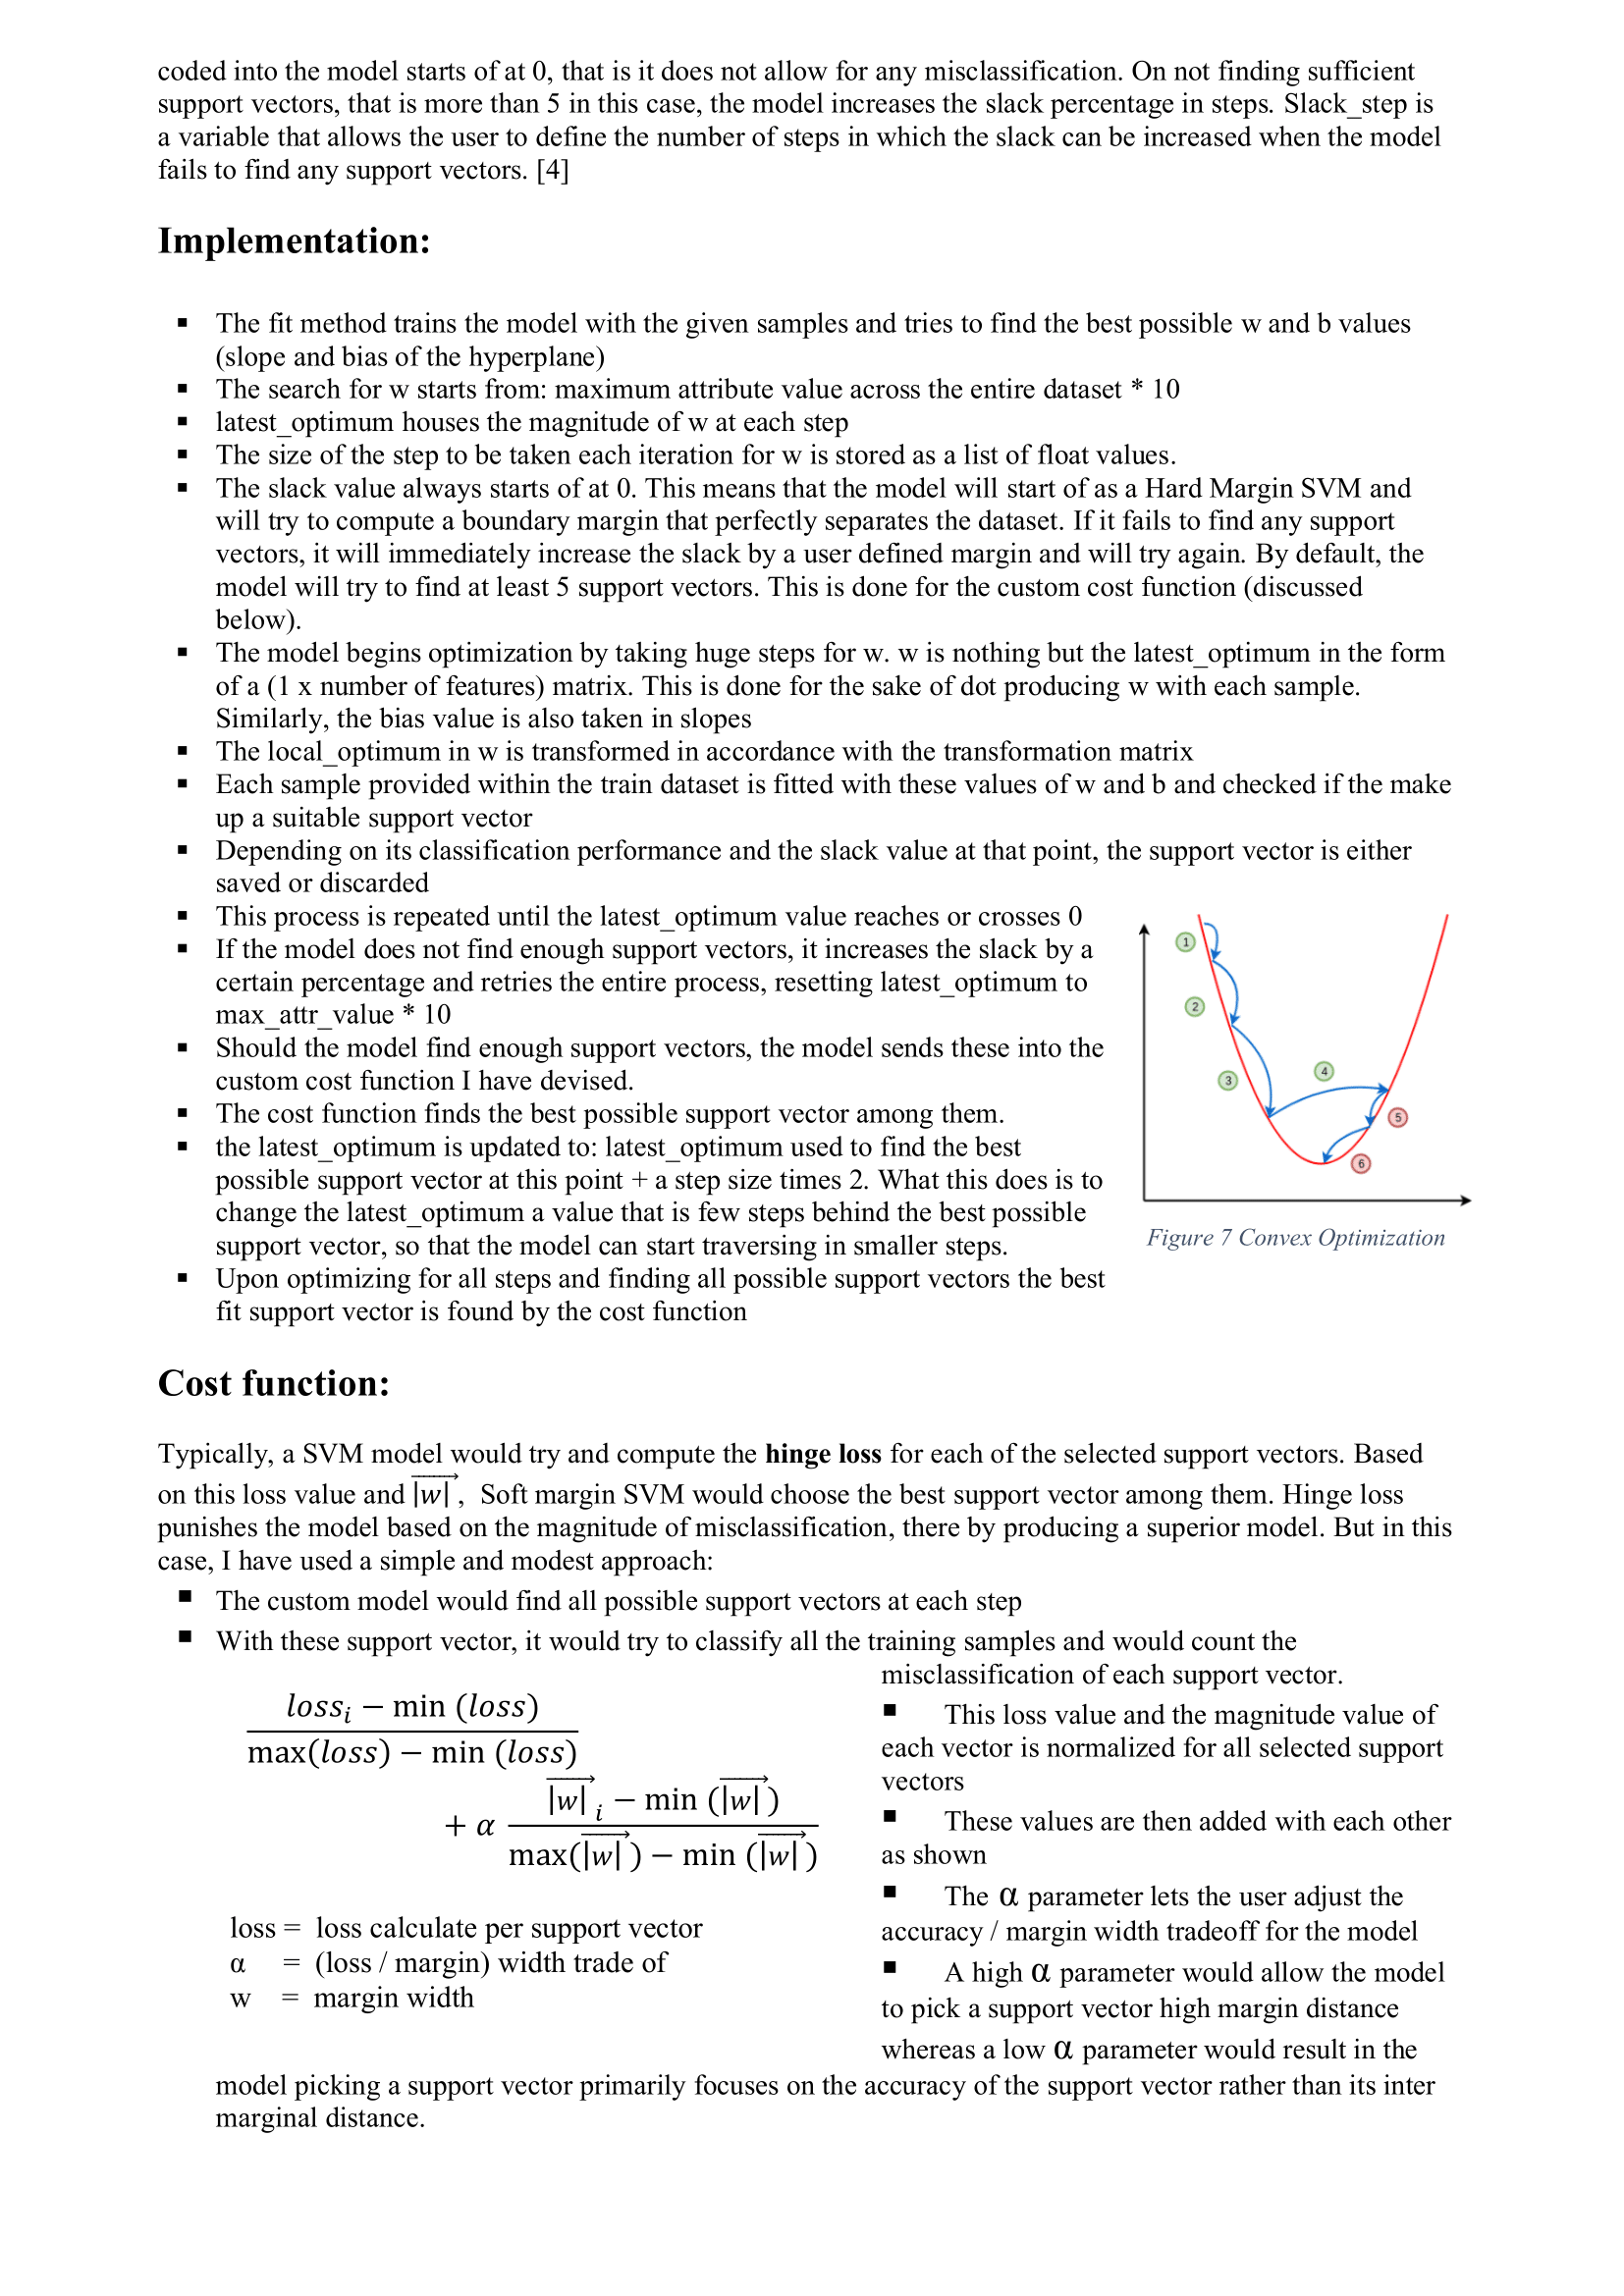 coded into the model starts of at 0, that is it does not allow for any misclassification. On not finding sufficient
support vectors, that is more than 5 in this case, the model increases the slack percentage in steps. Slack_step is
a variable that allows the user to define the number of steps in which the slack can be increased when the model
fails to find any support vectors. [4]
Implementation:
▪ The fit method trains the model with the given samples and tries to find the best possible w and b values
(slope and bias of the hyperplane)
▪ The search for w starts from: maximum attribute value across the entire dataset * 10
▪ latest_optimum houses the magnitude of w at each step
▪ The size of the step to be taken each iteration for w is stored as a list of float values.
▪ The slack value always starts of at 0. This means that the model will start of as a Hard Margin SVM and
will try to compute a boundary margin that perfectly separates the dataset. If it fails to find any support
vectors, it will immediately increase the slack by a user defined margin and will try again. By default, the
model will try to find at least 5 support vectors. This is done for the custom cost function (discussed
below).
▪ The model begins optimization by taking huge steps for w. w is nothing but the latest_optimum in the form
of a (1 x number of features) matrix. This is done for the sake of dot producing w with each sample.
Similarly, the bias value is also taken in slopes
▪ The local_optimum in w is transformed in accordance with the transformation matrix
▪ Each sample provided within the train dataset is fitted with these values of w and b and checked if the make
up a suitable support vector
▪ Depending on its classification performance and the slack value at that point, the support vector is either
saved or discarded
▪ This process is repeated until the latest_optimum value reaches or crosses 0
▪ If the model does not find enough support vectors, it increases the slack by a
certain percentage and retries the entire process, resetting latest_optimum to
max_attr_value * 10
▪ Should the model find enough support vectors, the model sends these into the
custom cost function I have devised.
▪ The cost function finds the best possible support vector among them.
▪ the latest_optimum is updated to: latest_optimum used to find the best
possible support vector at this point + a step size times 2. What this does is to
change the latest_optimum a value that is few steps behind the best possible
support vector, so that the model can start traversing in smaller steps.
▪ Upon optimizing for all steps and finding all possible support vectors the best
fit support vector is found by the cost function
1
2
3
4
5
6
Figure 7 Convex Optimization
Cost function:
Typically, a SVM model would try and compute the hinge loss for each of the selected support vectors. Based
on this loss value and |w|⃗ , Soft margin SVM would choose the best support vector among them. Hinge loss
punishes the model based on the magnitude of misclassification, there by producing a superior model. But in this
case, I have used a simple and modest approach:
▪ The custom model would find all possible support vectors at each step
▪ With these support vector, it would try to classify all the training samples and would count the
misclassification of each support vector.
loss_i − min (loss)
max(loss) − min (loss)
|w|⃗_i − min (|w|⃗ )
+ α
max(|w|⃗ ) − min (|w|⃗ )
loss = loss calculate per support vector
α = (loss / margin) width trade of
w = margin width
▪ This loss value and the magnitude value of
each vector is normalized for all selected support
vectors
▪ These values are then added with each other
as shown
▪ The α parameter lets the user adjust the
accuracy / margin width tradeoff for the model
▪ A high α parameter would allow the model
to pick a support vector high margin distance
whereas a low α parameter would result in the
model picking a support vector primarily focuses on the accuracy of the support vector rather than its inter
marginal distance.